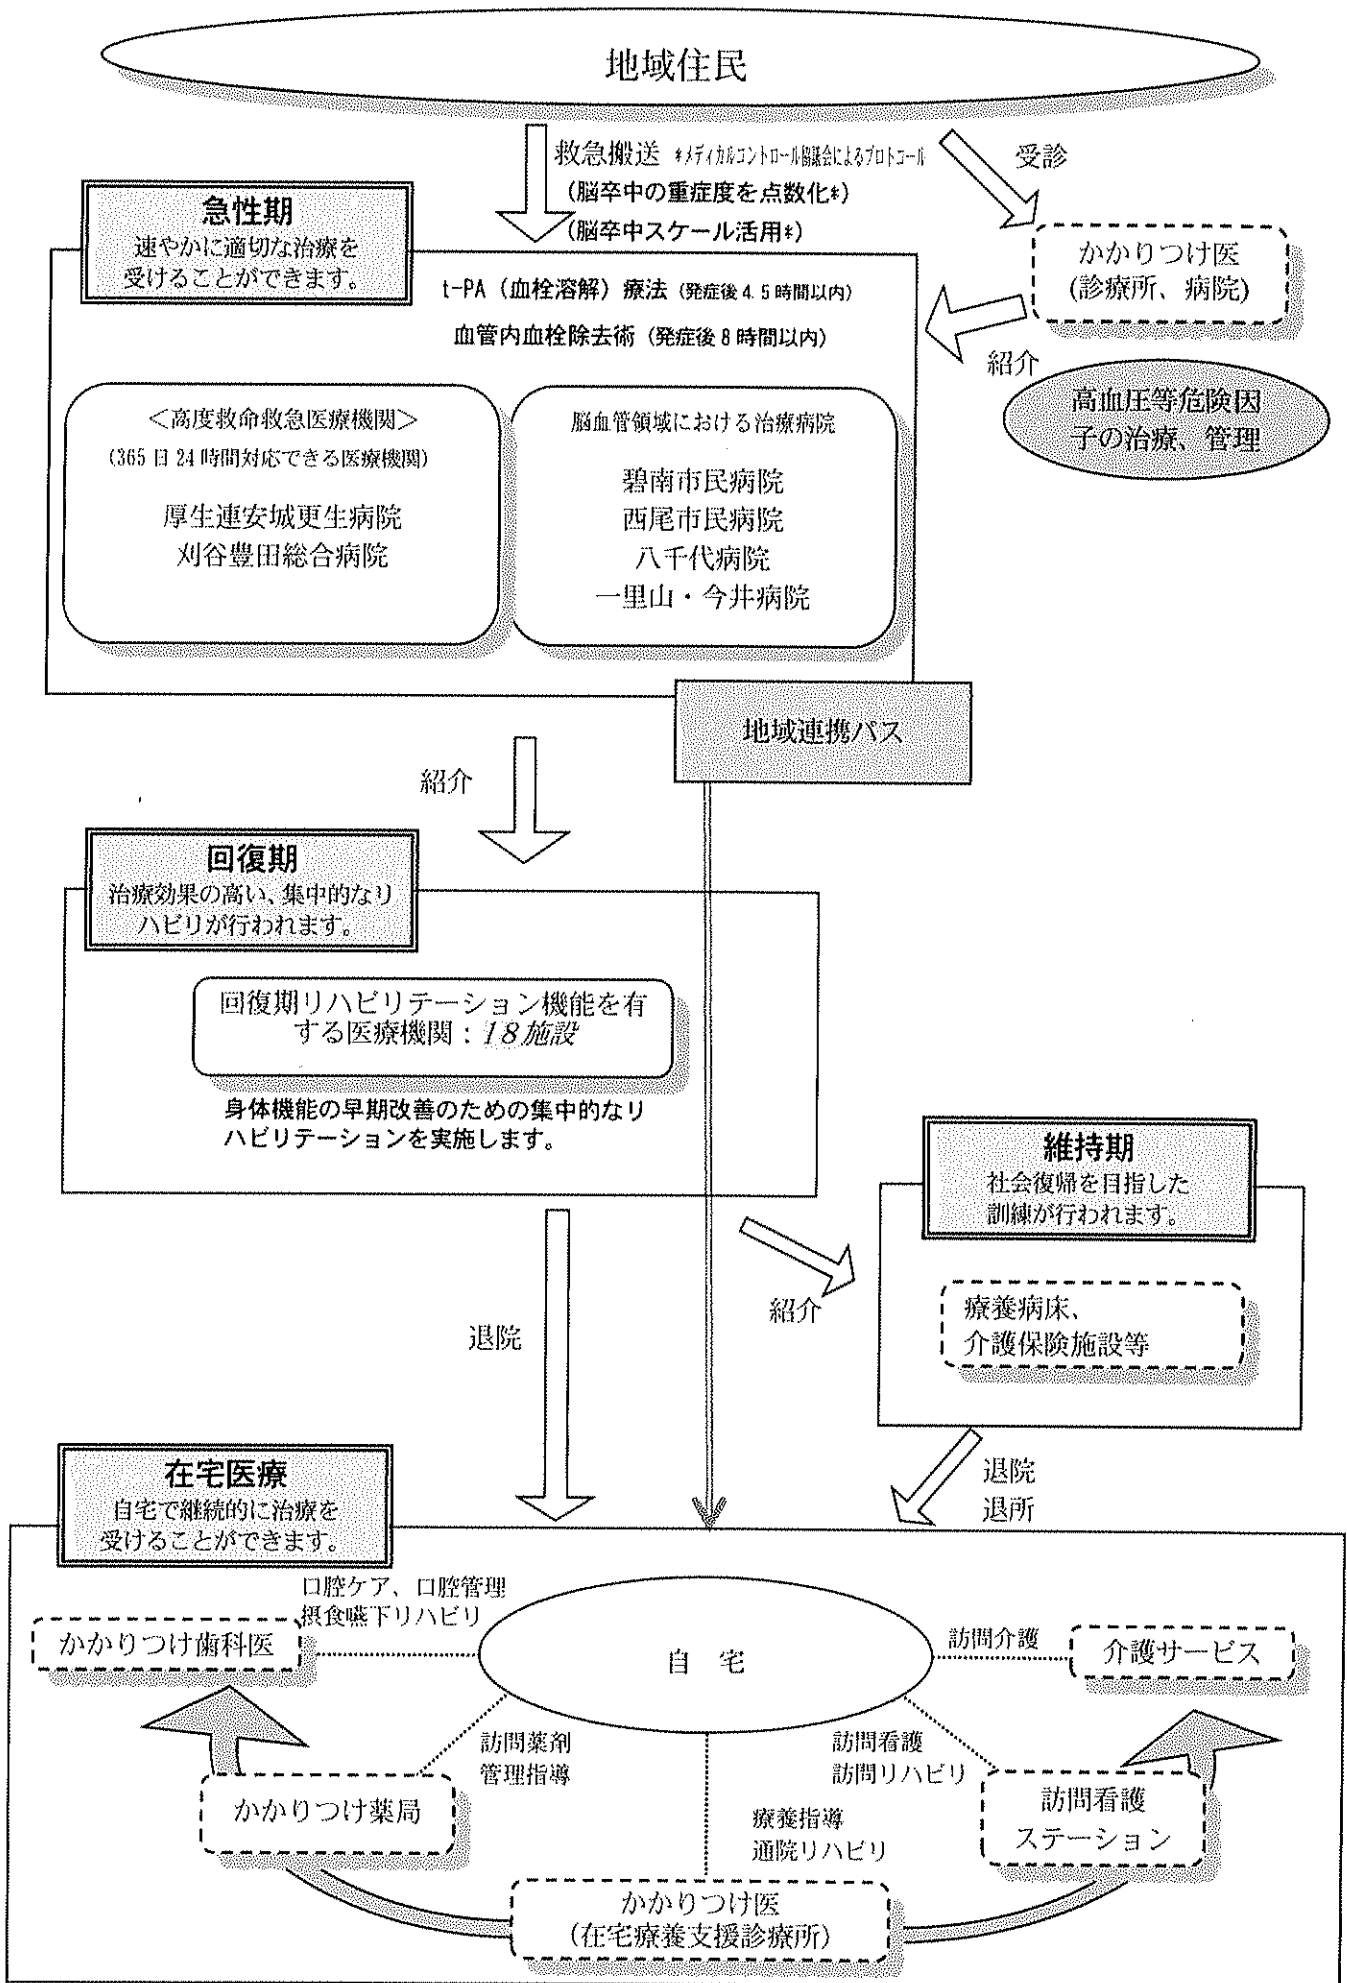 地域住民
救急搬送 *メディカルコントロール協議会によるプロトコール
(脳卒中の重症度を点数化*)
(脳卒中スケール活用*)
受診
急性期
速やかに適切な治療を
受けることができます。
かかりつけ医
(診療所、病院)
t-PA（血栓溶解）療法（発症後4.5時間以内）
血管内血栓除去術（発症後8時間以内）
紹介
高血圧等危険因
子の治療、管理
＜高度救命救急医療機関＞
(365日24時間対応できる医療機関)
厚生連安城更生病院
刈谷豊田総合病院
脳血管領域における治療病院
碧南市民病院
西尾市民病院
八千代病院
一里山・今井病院
地域連携パス
紹介
回復期
治療効果の高い、集中的なリ
ハビリが行われます。
回復期リハビリテーション機能を有
する医療機関：18施設
身体機能の早期改善のための集中的なリ
ハビリテーションを実施します。
維持期
社会復帰を目指した
訓練が行われます。
紹介
療養病床、
介護保険施設等
退院
在宅医療
自宅で継続的に治療を
受けることができます。
退院
退所
口腔ケア、口腔管理
摂食嚥下リハビリ
かかりつけ歯科医
自　宅
訪問介護
介護サービス
訪問薬剤
管理指導
訪問看護
訪問リハビリ
かかりつけ薬局
療養指導
通院リハビリ
訪問看護
ステーション
かかりつけ医
(在宅療養支援診療所)